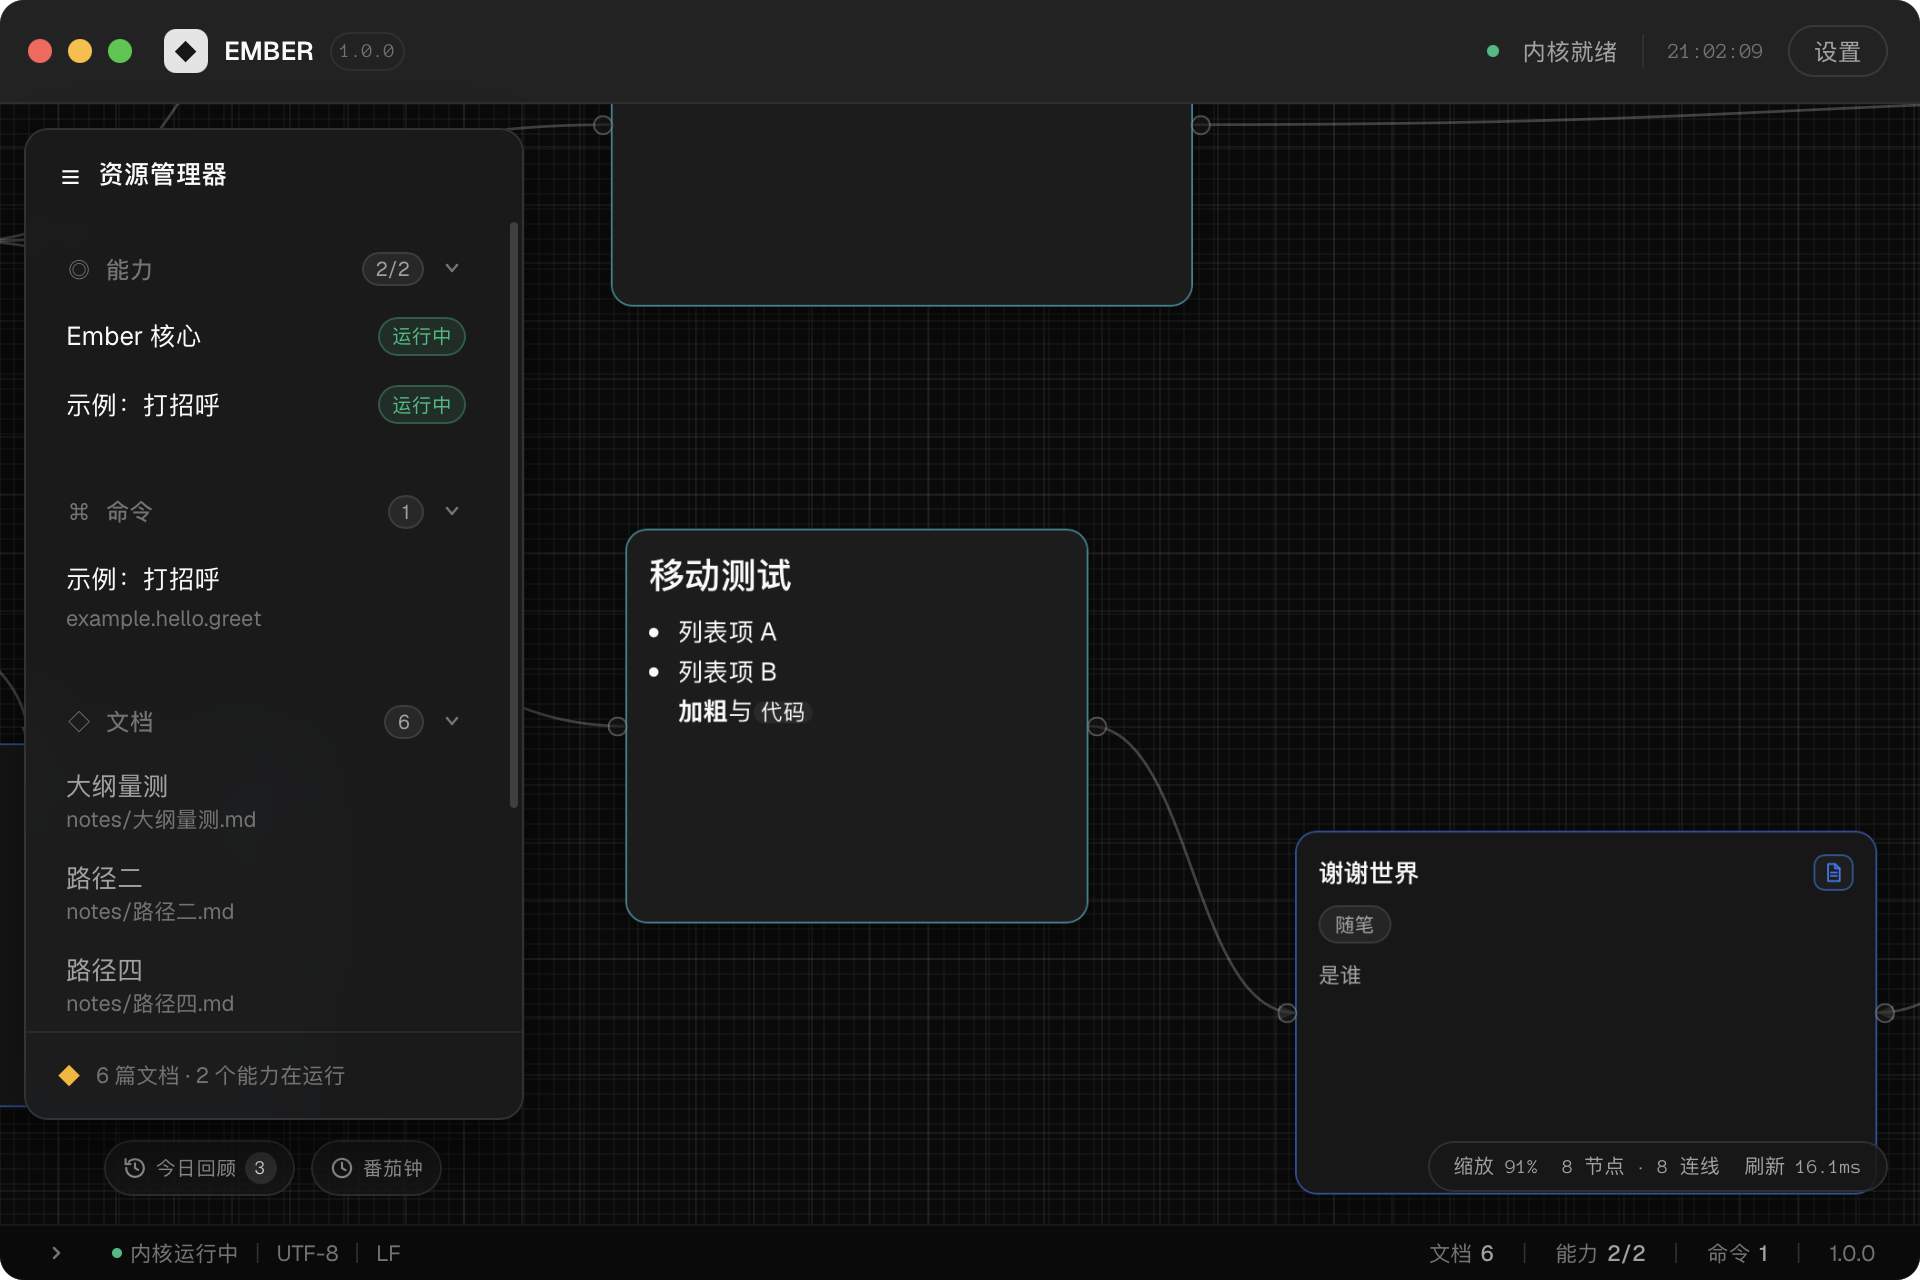 EMBER 1.0.0
内核就绪
21:02:09
设置
资源管理器
能力 2/2
Ember 核心 运行中
示例：打招呼 运行中
命令 1
示例：打招呼
example.hello.greet
文档 6
大纲量测
notes/大纲量测.md
路径二
notes/路径二.md
路径四
notes/路径四.md
6 篇文档 · 2 个能力在运行
今日回顾 3
番茄钟
移动测试
列表项 A
列表项 B
加粗与 代码
谢谢世界
随笔
是谁
缩放 91% 8 节点 · 8 连线 刷新 16.1ms
内核运行中 UTF-8 LF
文档 6 能力 2/2 命令 1 1.0.0